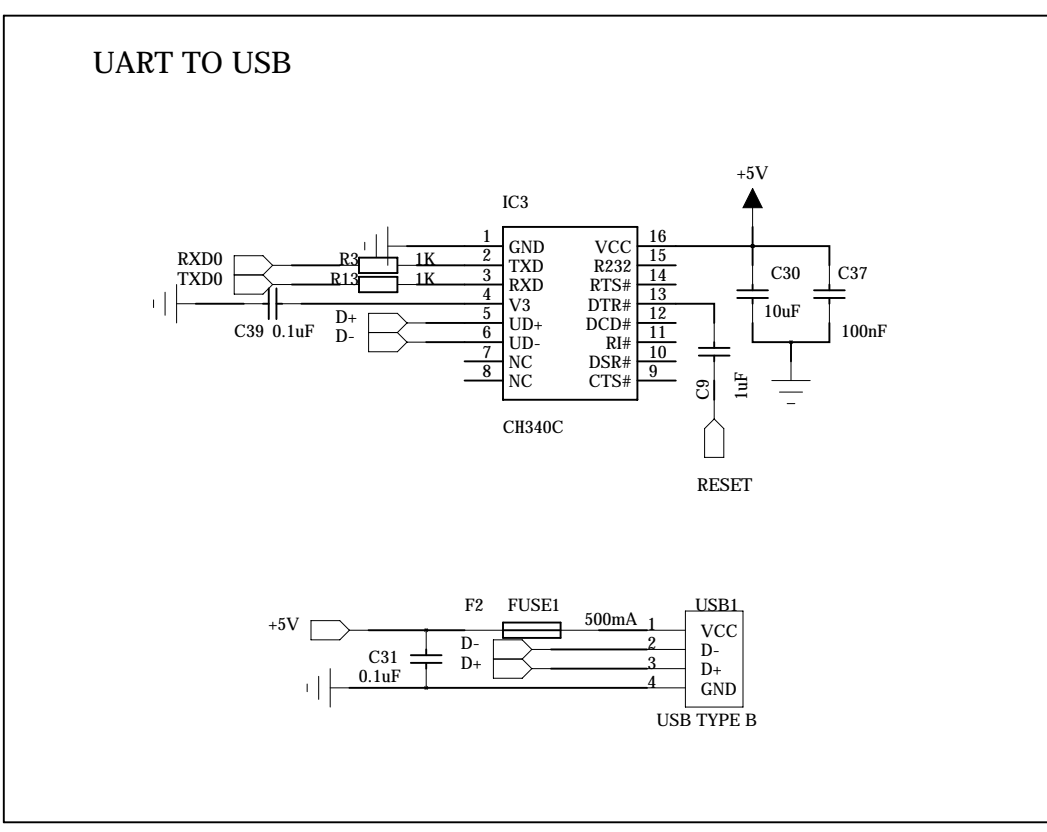 UART TO USB
+5V
IC3
1 GND VCC 16
RXD0 R3 1K 2 TXD R232 15
TXD0 R13 1K 3 RXD RTS# 14
4 V3 DTR# 13
C39 0.1uF
D+ 5 UD+ DCD# 12
D- 6 UD- RI# 11
7 NC DSR# 10
8 NC CTS# 9
C30
10uF
C37
100nF
C9
1uF
CH340C
RESET
F2 FUSE1 USB1
+5V 500mA 1 VCC
D- 2 D-
D+ 3 D+
C31
0.1uF
4 GND
USB TYPE B